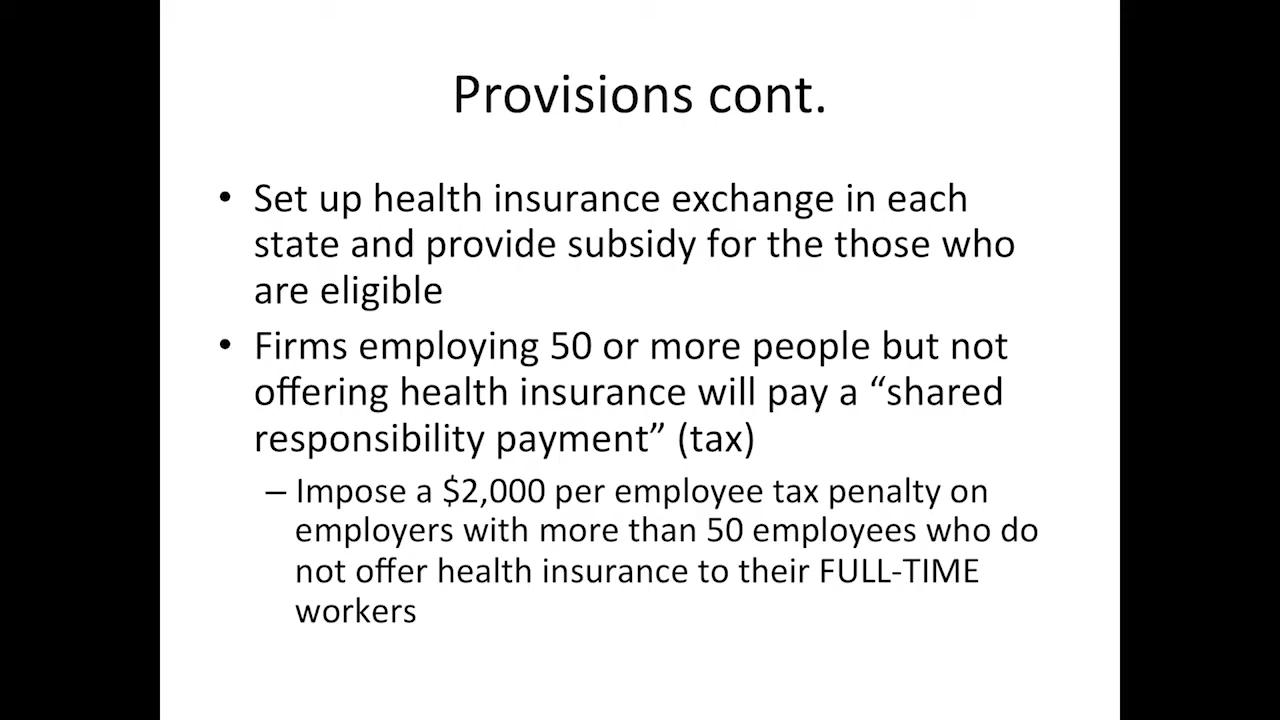 Provisions cont.
• Set up health insurance exchange in each
state and provide subsidy for the those who
are eligible
• Firms employing 50 or more people but not
offering health insurance will pay a “shared
responsibility payment” (tax)
– Impose a $2,000 per employee tax penalty on
employers with more than 50 employees who do
not offer health insurance to their FULL-TIME
workers